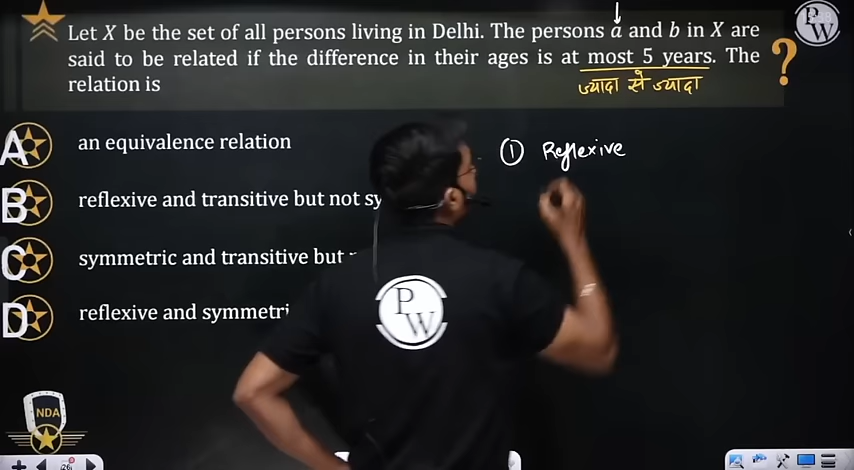 Let X be the set of all persons living in Delhi. The persons a and b in X are
said to be related if the difference in their ages is at most 5 years. The
relation is
ज्यादा से ज्यादा
?
PW
A an equivalence relation
① Reflexive
B reflexive and transitive but not sy
C symmetric and transitive but
D reflexive and symmetri
PW
NDA